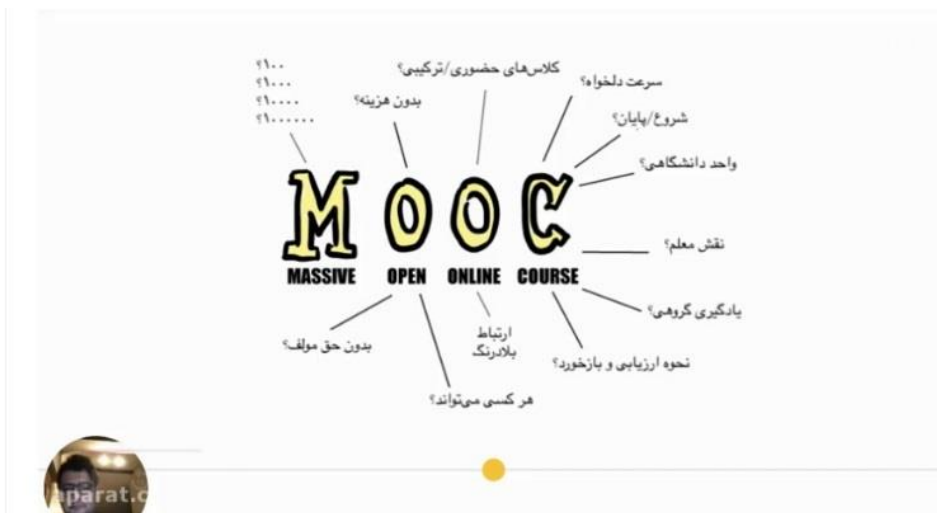 ۱۰۰؟
۱۰۰۰؟
۱۰۰۰۰؟
۱۰۰۰۰۰۰؟
بدون هزینه؟
کلاس‌های حضوری/ترکیبی؟
سرعت دلخواه؟
شروع/پایان؟
واحد دانشگاهی؟
MOOC
MASSIVE OPEN ONLINE COURSE
نقش معلم؟
یادگیری گروهی؟
نحوه ارزیابی و بازخورد؟
ارتباط
بلادرنگ
بدون حق مولف؟
هر کسی می‌تواند؟
aparat.c